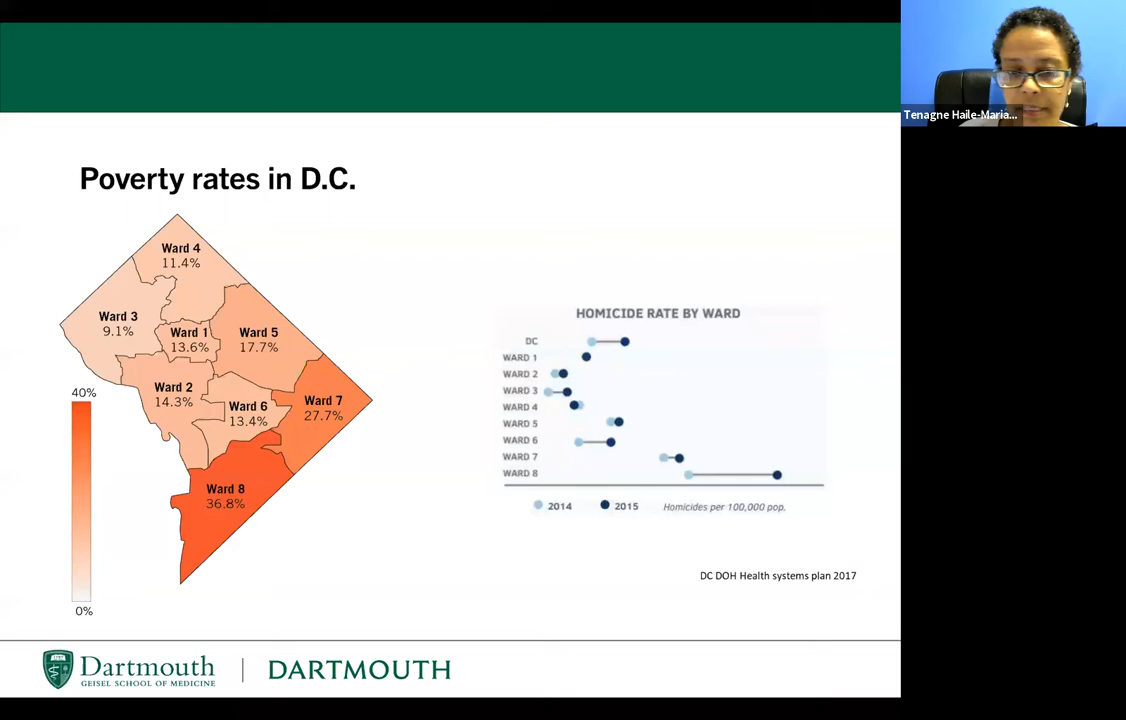 Tenagne Haile-Maria...
Poverty rates in D.C.
Ward 4
11.4%
Ward 3
9.1%
Ward 1
13.6%
Ward 5
17.7%
Ward 2
14.3%
Ward 6
13.4%
Ward 7
27.7%
Ward 8
36.8%
40%
0%
HOMICIDE RATE BY WARD
DC
WARD 1
WARD 2
WARD 3
WARD 4
WARD 5
WARD 6
WARD 7
WARD 8
2014 2015 Homicides per 100,000 pop.
DC DOH Health systems plan 2017
Dartmouth
GEISEL SCHOOL OF MEDICINE
DARTMOUTH